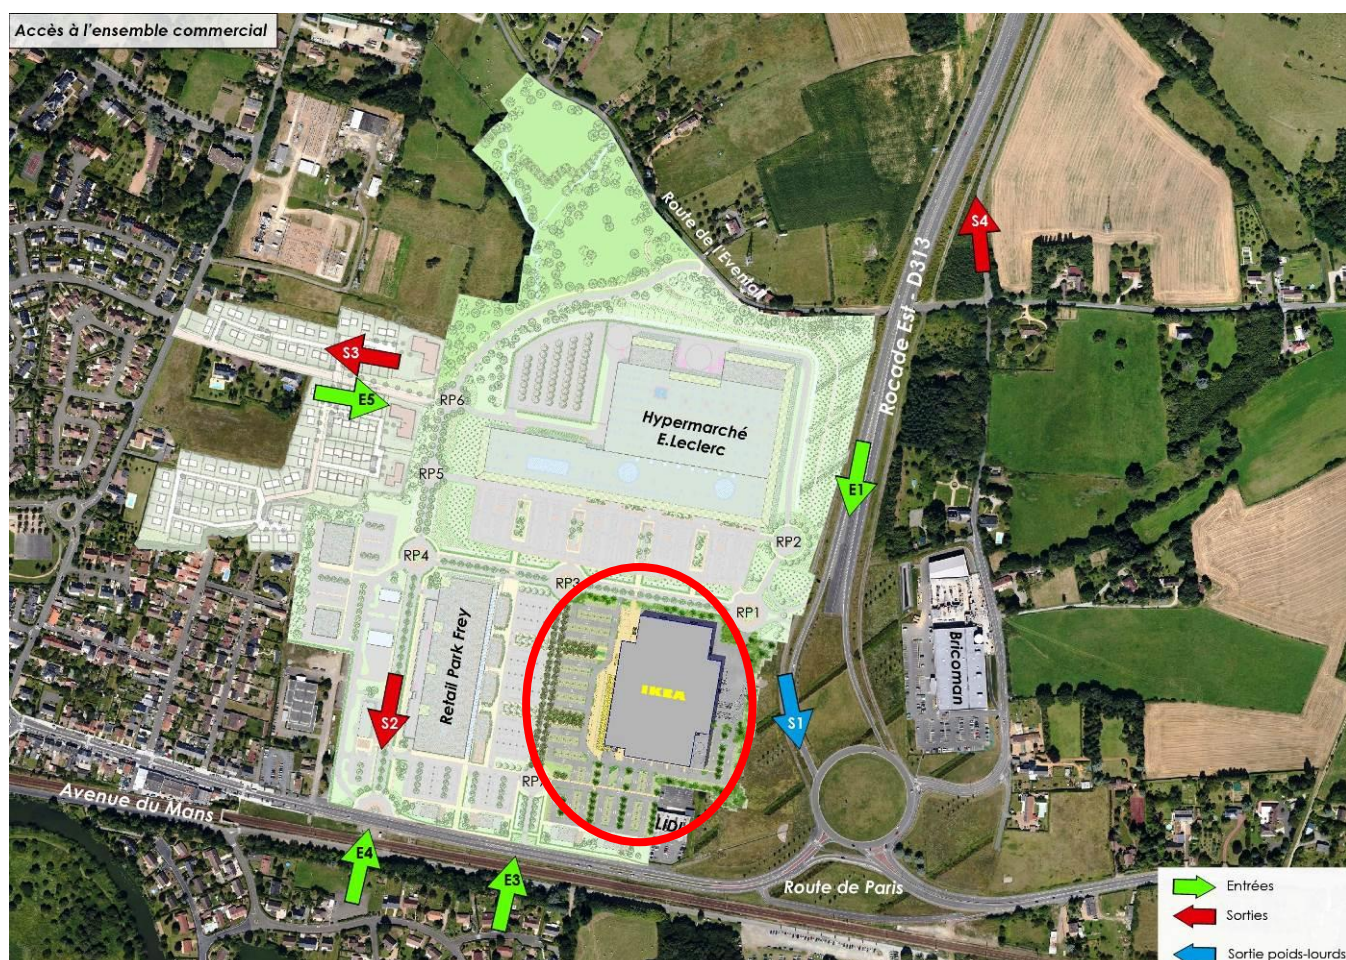 Accès à l'ensemble commercial
S4
Route de l'Eventail
Rocade Est - D313
S3
E5
RP6
Hypermarché
E.Leclerc
RP5
E1
RP2
RP4
RP3
RP1
Retail Park Frey
IKEA
Bricoman
S2
S1
Avenue du Mans
LiDL
E4
E3
Route de Paris
Entrées
Sorties
Sortie poids-lourds